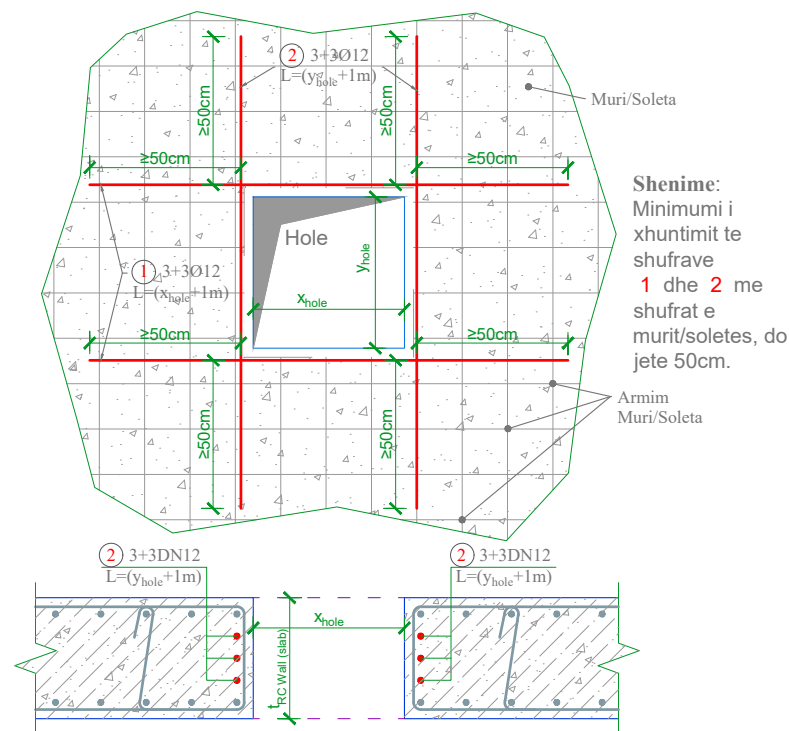 2 3+3Ø12
L=(yhole+1m)
≥50cm
≥50cm
Muri/Soleta
≥50cm
≥50cm
Shenime:
Minimumi i
xhuntimit te
shufrave
1 dhe 2 me
shufrat e
murit/soletes, do
jete 50cm.
Hole
yhole
1 3+3Ø12
L=(xhole+1m)
xhole
≥50cm
≥50cm
Armim
Muri/Soleta
≥50cm
≥50cm
2 3+3DN12
L=(yhole+1m)
2 3+3DN12
L=(yhole+1m)
xhole
tRC Wall (slab)